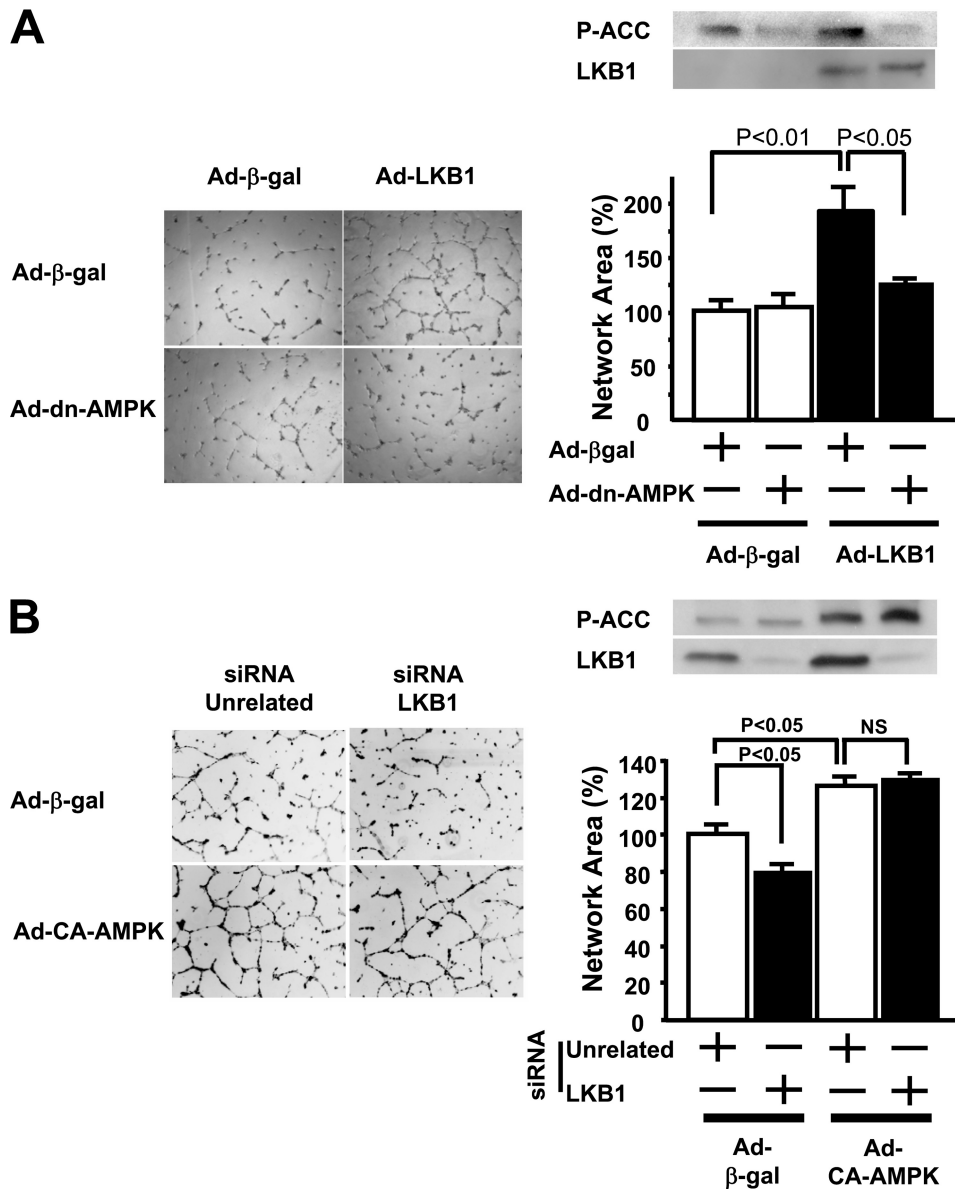 A
P-ACC
LKB1
Ad-β-gal Ad-LKB1
Ad-β-gal
Ad-dn-AMPK
P<0.01 P<0.05
Network Area (%)
200
150
100
50
0
Ad-βgal + − + −
Ad-dn-AMPK − + − +
Ad-β-gal Ad-LKB1
B
P-ACC
LKB1
siRNA Unrelated
siRNA LKB1
Ad-β-gal
Ad-CA-AMPK
P<0.05 NS
P<0.05
Network Area (%)
140
120
100
80
60
40
20
0
siRNA
Unrelated + − + −
LKB1 − + − +
Ad-
β-gal
Ad-
CA-AMPK